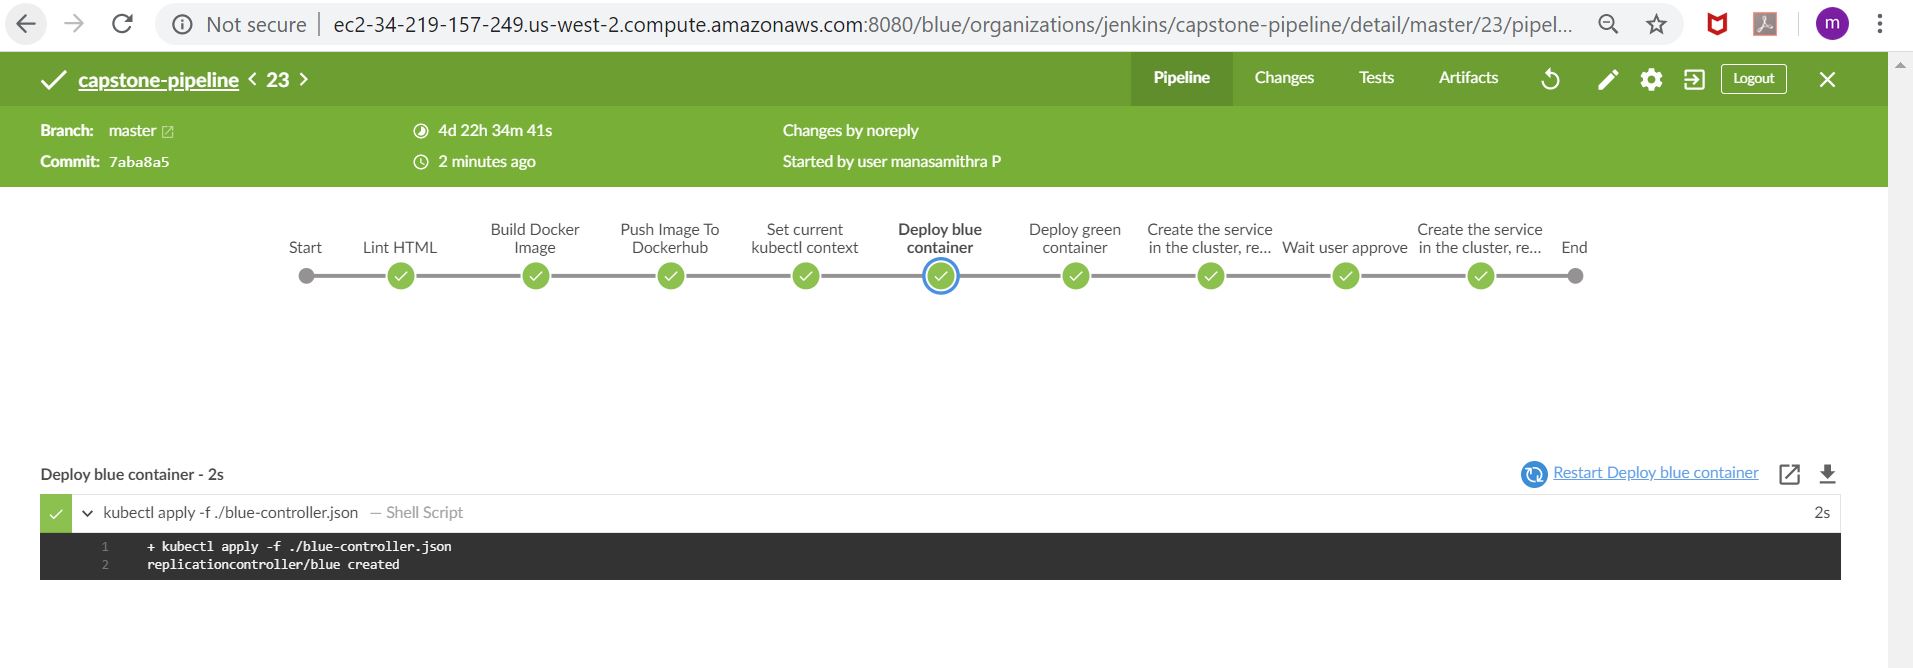 Not secure | ec2-34-219-157-249.us-west-2.compute.amazonaws.com:8080/blue/organizations/jenkins/capstone-pipeline/detail/master/23/pipel... m
capstone-pipeline < 23 > Pipeline Changes Tests Artifacts Logout
Branch: master 4d 22h 34m 41s Changes by noreply
Commit: 7aba8a5 2 minutes ago Started by user manasamithra P
Start
Lint HTML
Build Docker
Image
Push Image To
Dockerhub
Set current
kubectl context
Deploy blue
container
Deploy green
container
Create the service
in the cluster, re...
Wait user approve
Create the service
in the cluster, re...
End
Deploy blue container - 2s Restart Deploy blue container
kubectl apply -f ./blue-controller.json — Shell Script 2s
1 + kubectl apply -f ./blue-controller.json
2 replicationcontroller/blue created